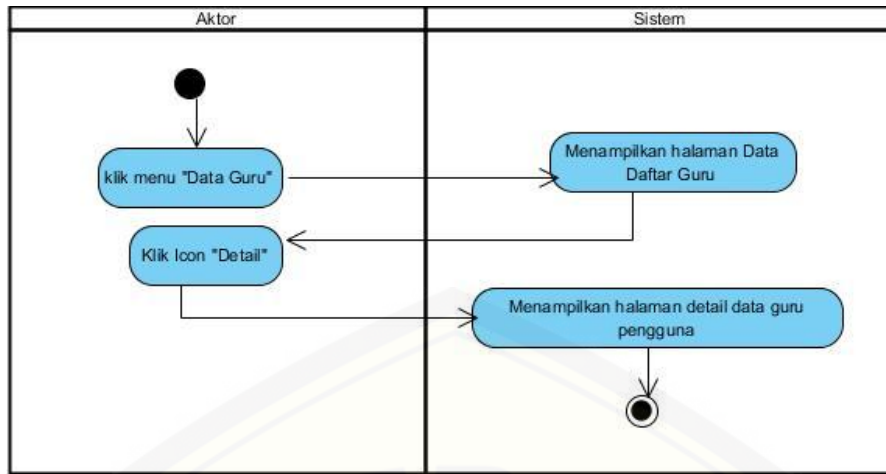 Aktor
Sistem
klik menu "Data Guru"
Menampilkan halaman Data
Daftar Guru
Klik Icon "Detail"
Menampilkan halaman detail data guru
pengguna